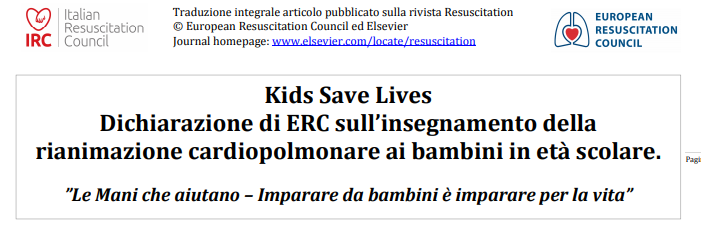 Italian
Resuscitation
IRC Council
Traduzione integrale articolo pubblicato sulla rivista Resuscitation
© European Resuscitation Council ed Elsevier
Journal homepage: www.elsevier.com/locate/resuscitation
EUROPEAN
RESUSCITATION
COUNCIL
Kids Save Lives
Dichiarazione di ERC sull’insegnamento della
rianimazione cardiopolmonare ai bambini in età scolare.
”Le Mani che aiutano – Imparare da bambini è imparare per la vita”
Pagi